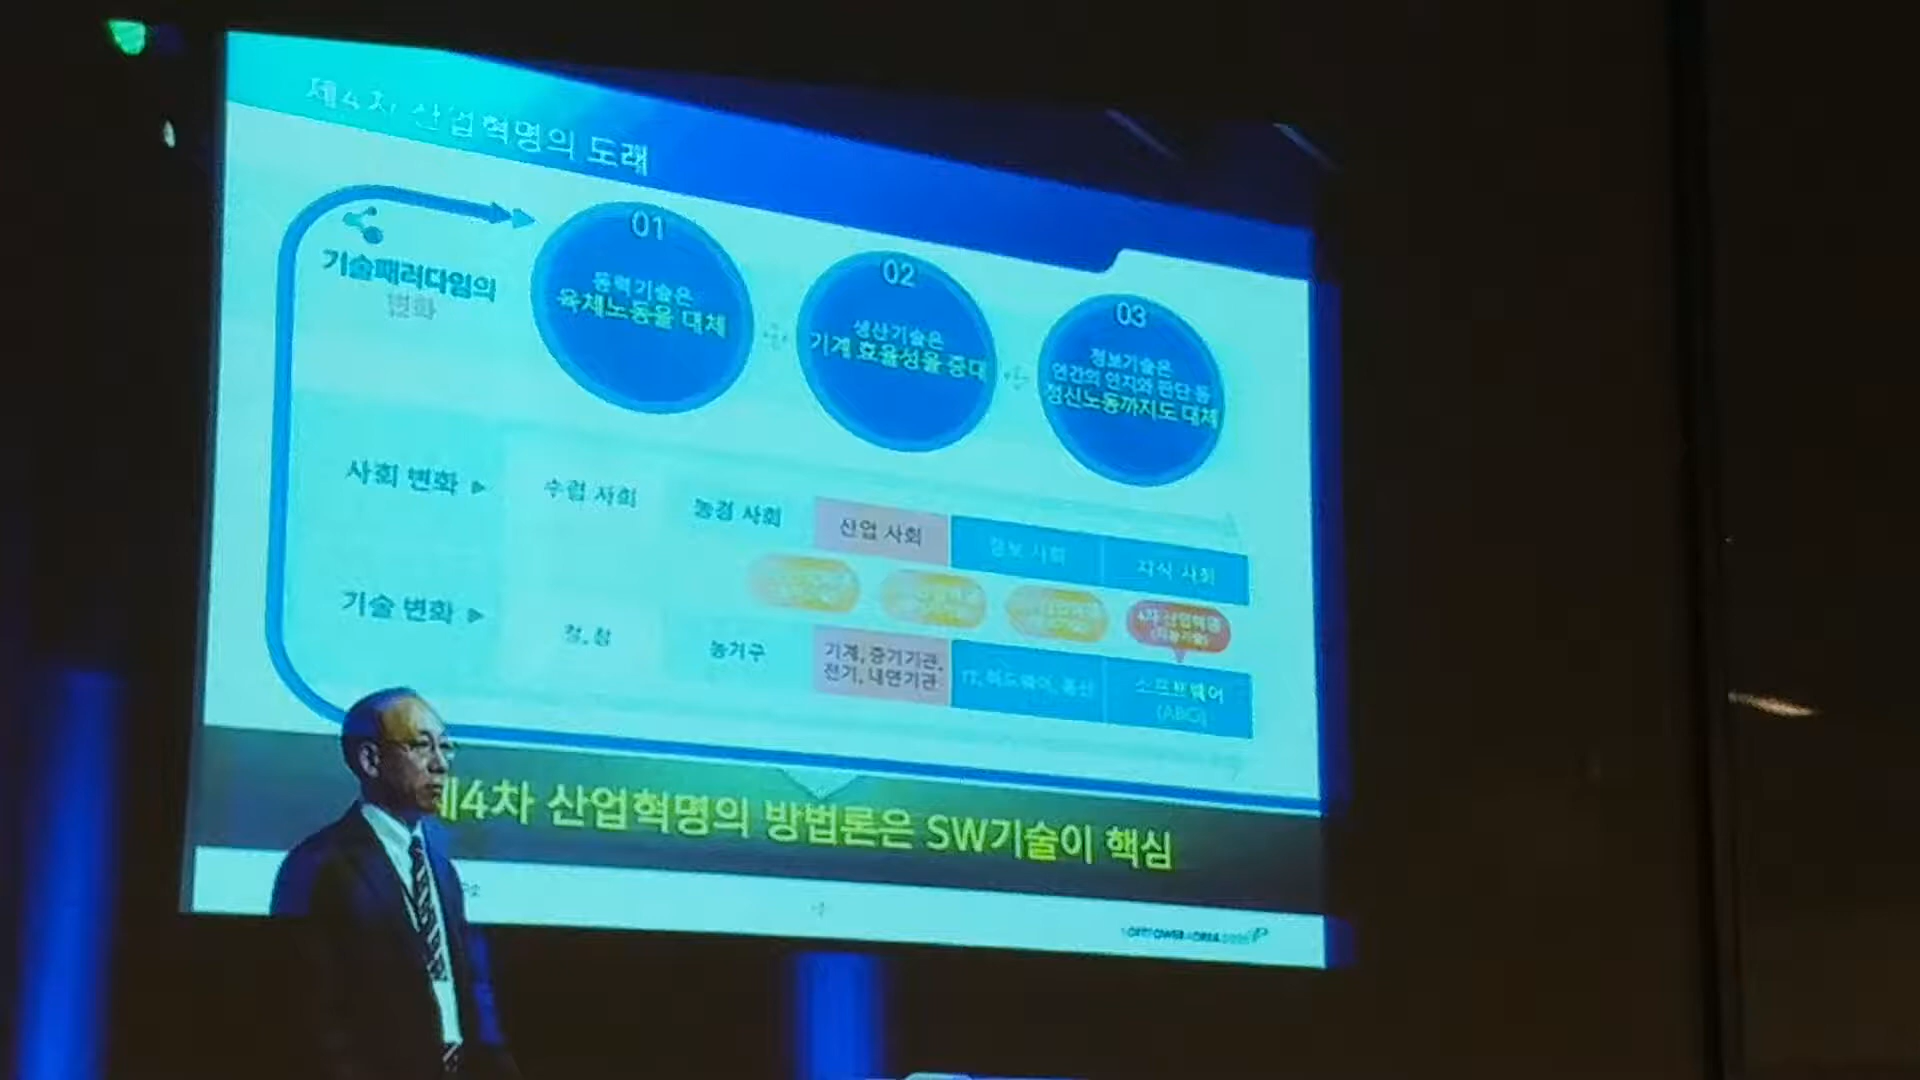 제4차 산업혁명의 도래
기술패러다임의
변화
01
동력기술은
육체노동을 대체
02
생산기술은
기계 효율성을 증대
03
정보기술은
인간의 인지와 판단 등
정신노동까지도 대체
사회 변화
수렵 사회
농경 사회
산업 사회
정보 사회
지식 사회
4차 산업혁명
(지능기술)
기술 변화
농기구
기계, 증기기관,
전기, 내연기관
IT, 하드웨어, 통신
소프트웨어
제4차 산업혁명의 방법론은 SW기술이 핵심